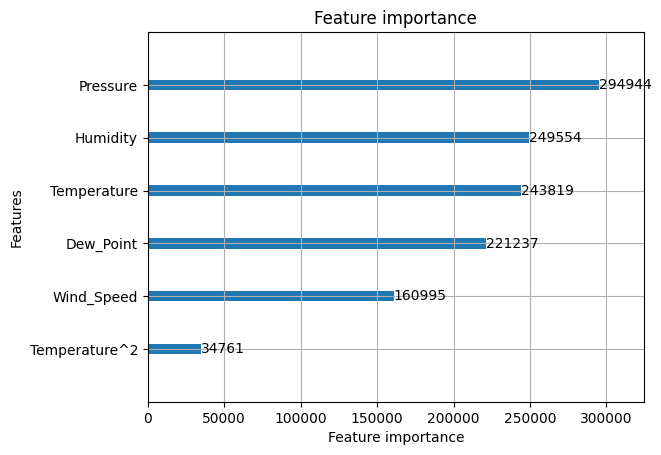 Feature importance
Pressure
294944
Humidity
249554
Temperature
243819
Dew_Point
221237
Wind_Speed
160995
Temperature^2
34761
Features
0 50000 100000 150000 200000 250000 300000
Feature importance